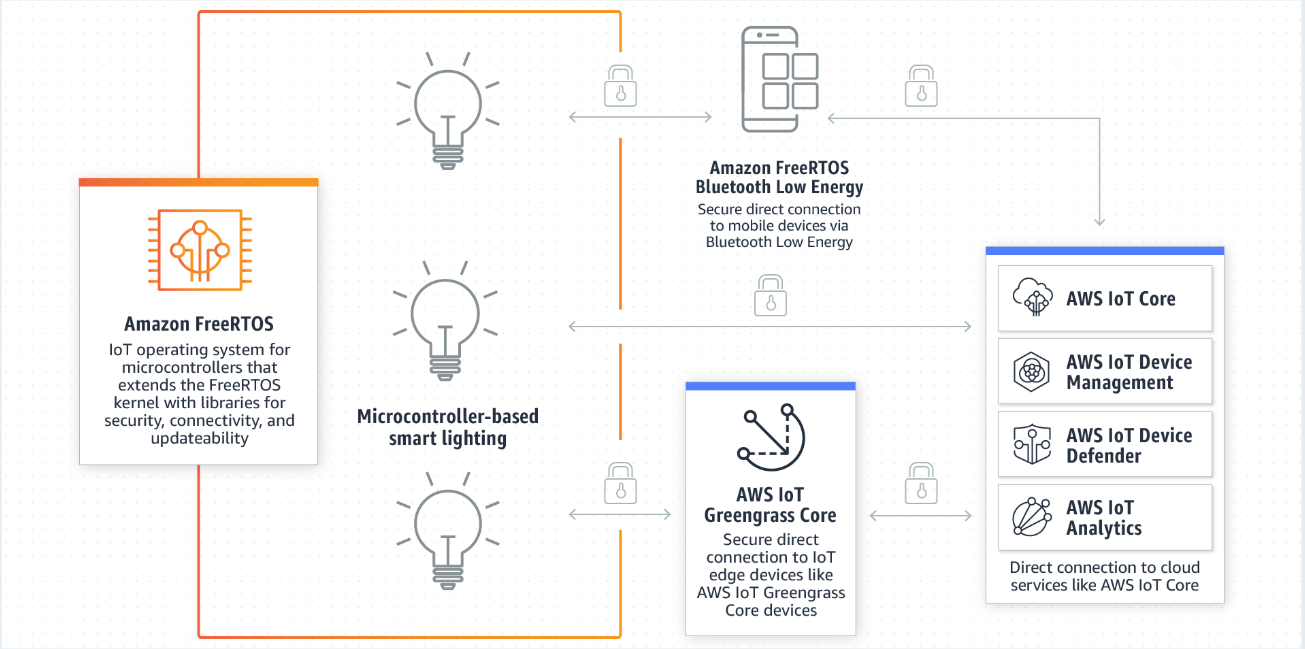 Amazon FreeRTOS
IoT operating system for
microcontrollers that
extends the FreeRTOS
kernel with libraries for
security, connectivity, and
updateability
Microcontroller-based
smart lighting
Amazon FreeRTOS
Bluetooth Low Energy
Secure direct connection
to mobile devices via
Bluetooth Low Energy
AWS IoT
Greengrass Core
Secure direct
connection to IoT
edge devices like
AWS IoT Greengrass
Core devices
AWS IoT Core
AWS IoT Device
Management
AWS IoT Device
Defender
AWS IoT
Analytics
Direct connection to cloud
services like AWS IoT Core